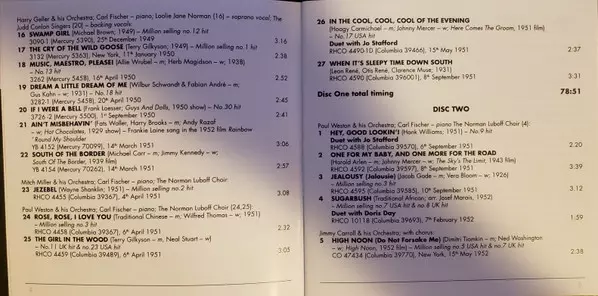 Harry Geller & his Orchestra; Carl Fischer – piano; Loolie Jane Norman (16) – soprano vocal; The
Judd Conlon Singers (20) – backing vocals:
16 SWAMP GIRL (Michael Brown; 1949) – Million selling no.12 hit
3090-1 (Mercury 5390), 25th December 1949 3.16
17 THE CRY OF THE WILD GOOSE (Terry Gilkyson; 1949) – Million selling no.1 hit
3132 (Mercury 5363), New York, 11th January 1950 2.38
18 MUSIC, MAESTRO, PLEASE! (Allie Wrubel – m; Herb Magidson – w; 1938)
– No.13 hit
3262 (Mercury 5458), 16th April 1950 2.52
19 DREAM A LITTLE DREAM OF ME (Wilbur Schwandt & Fabian André – m;
Gus Kahn – w; 1931) – No.18 hit
3282-1 (Mercury 5458), 20th April 1950 2:45
20 IF I WERE A BELL (Frank Loesser; Guys And Dolls, 1950 show) – No.30 hit
3726-2 (Mercury 5500), 1st September 1950 2:41
21 AIN'T MISBEHAVIN' (Fats Waller, Harry Brooks – m; Andy Razaf
– w; Hot Chocolates, 1929 show) – Frankie Laine sang in the 1952 film Rainbow
'Round My Shoulder
YB 4152 (Mercury 70099), 14th March 1951 3:06
22 SOUTH OF THE BORDER (Michael Carr – m; Jimmy Kennedy – w;
South Of The Border, 1939 film)
YB 4154 (Mercury 70262), 14th March 1951 2:57
Mitch Miller & his Orchestra; Carl Fischer – piano; The Norman Luboff Choir:
23 JEZEBEL (Wayne Shanklin; 1951) – Million selling no.2 hit
RHCO 4455 (Columbia 39367), 4th April 1951 3:08
Paul Weston & his Orchestra; Carl Fischer – piano; The Norman Luboff Choir (24,25):
24 ROSE, ROSE, I LOVE YOU (Traditional Chinese – m; Wilfred Thomas – w; 1951)
– Million selling no.3 hit
RHCO 4458 (Columbia 39367), 6th April 1951 2:32
25 THE GIRL IN THE WOOD (Terry Gilkyson – m, Neal Stuart – w)
– No.11 UK hit & no.23 USA hit
RHCO 4459 (Columbia 39489), 6th April 1951 3:05
26 IN THE COOL, COOL, COOL OF THE EVENING
(Hoagy Carmichael – m; Johnny Mercer – w; Here Comes The Groom, 1951 film)
– No.17 USA hit
Duet with Jo Stafford
RHCO 4490-10 (Columbia 39466), 15th May 1951 2:37
27 WHEN IT'S SLEEPY TIME DOWN SOUTH
(Leon René, Otis René, Clarence Muse; 1931)
RHCO 4590 (Columbia 396001), 8th September 1951 3:31
Disc One total timing 78:51
DISC TWO
Paul Weston & his Orchestra; Carl Fischer – piano The Norman Luboff Choir (4):
1 HEY, GOOD LOOKIN'! (Hank Williams; 1951) – No.9 hit
Duet with Jo Stafford
RHCO 4588 (Columbia 39570), 6th September 1951 2.20
2 ONE FOR MY BABY, AND ONE MORE FOR THE ROAD
(Harold Arlen – m; Johnny Mercer – w; The Sky's The Limit, 1943 film)
RHCO 4592 (Columbia 39597), 8th September 1951 3.39
3 JEALOUSY (Jalousie) (Jacob Gade – m; Vera Bloom – w; 1926)
– Million selling no.3 hit
RHCO 4595 (Columbia 39585), 10th September 1951 3.12
4 SUGARBUSH (Traditional African; arr. Josef Marais, 1952)
– Million selling no.7 USA hit & no.8 UK hit
Duet with Doris Day
RHCO 10118 (Columbia 39693), 7th February 1952 1:59
Jimmy Carroll & his Orchestra; with chorus:
5 HIGH NOON (Do Not Forsake Me) (Dimitri Tiomkin – m; Ned Washington
– w; High Noon, 1952 film) – Million selling no.5 USA hit & no.7 UK hit
CO 47434 (Columbia 39770), New York, 15th May 1952 2:38